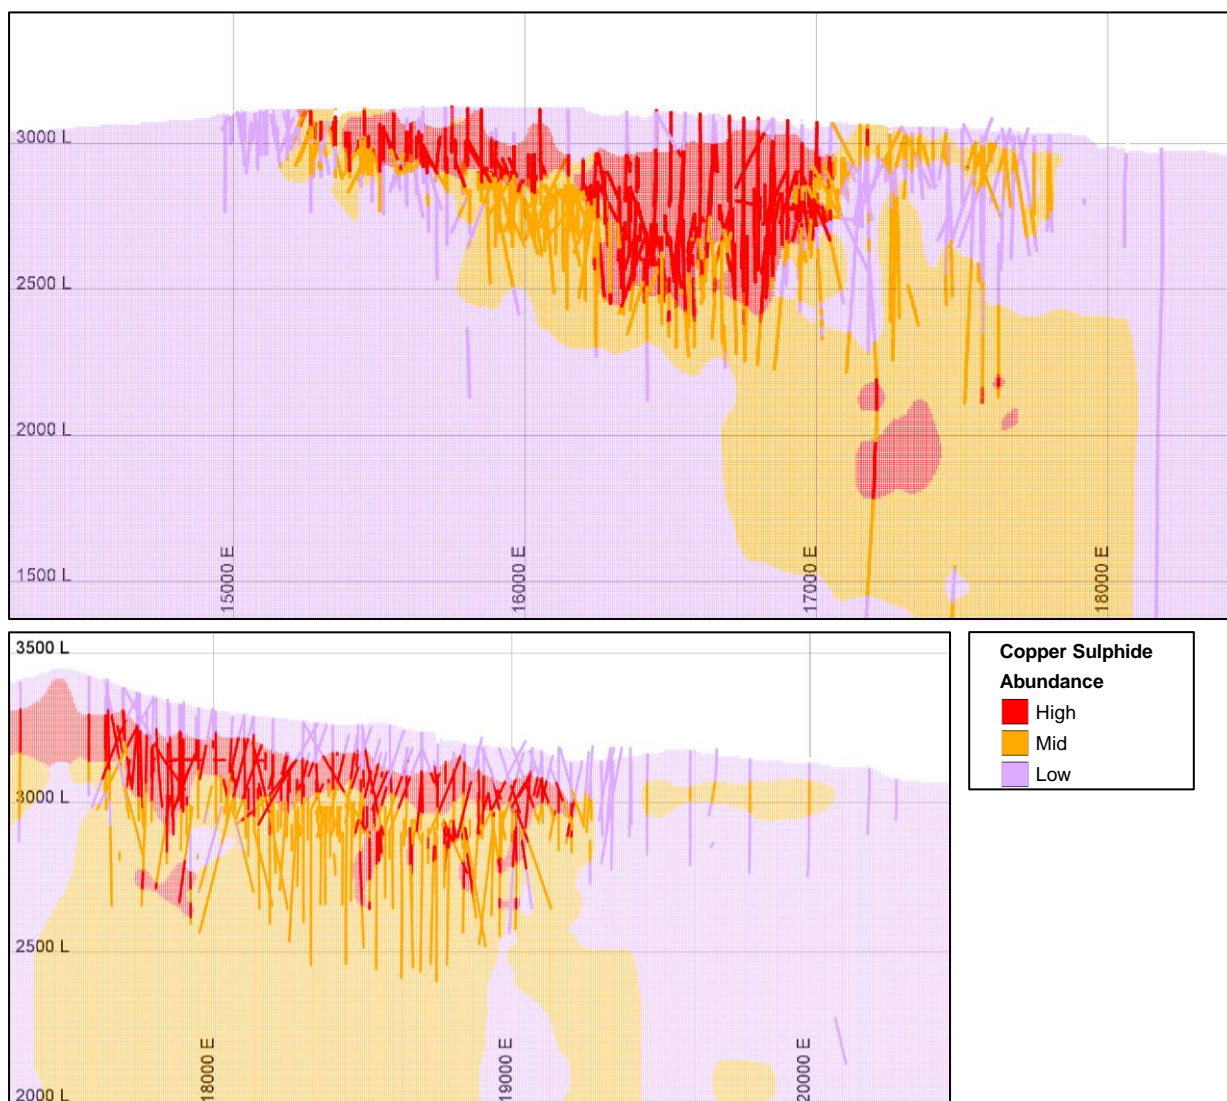 3000 L
2500 L
2000 L
1500 L
15000 E
16000 E
17000 E
18000 E
3500 L
3000 L
2500 L
2000 L
18000 E
19000 E
20000 E
Copper Sulphide
Abundance
High
Mid
Low